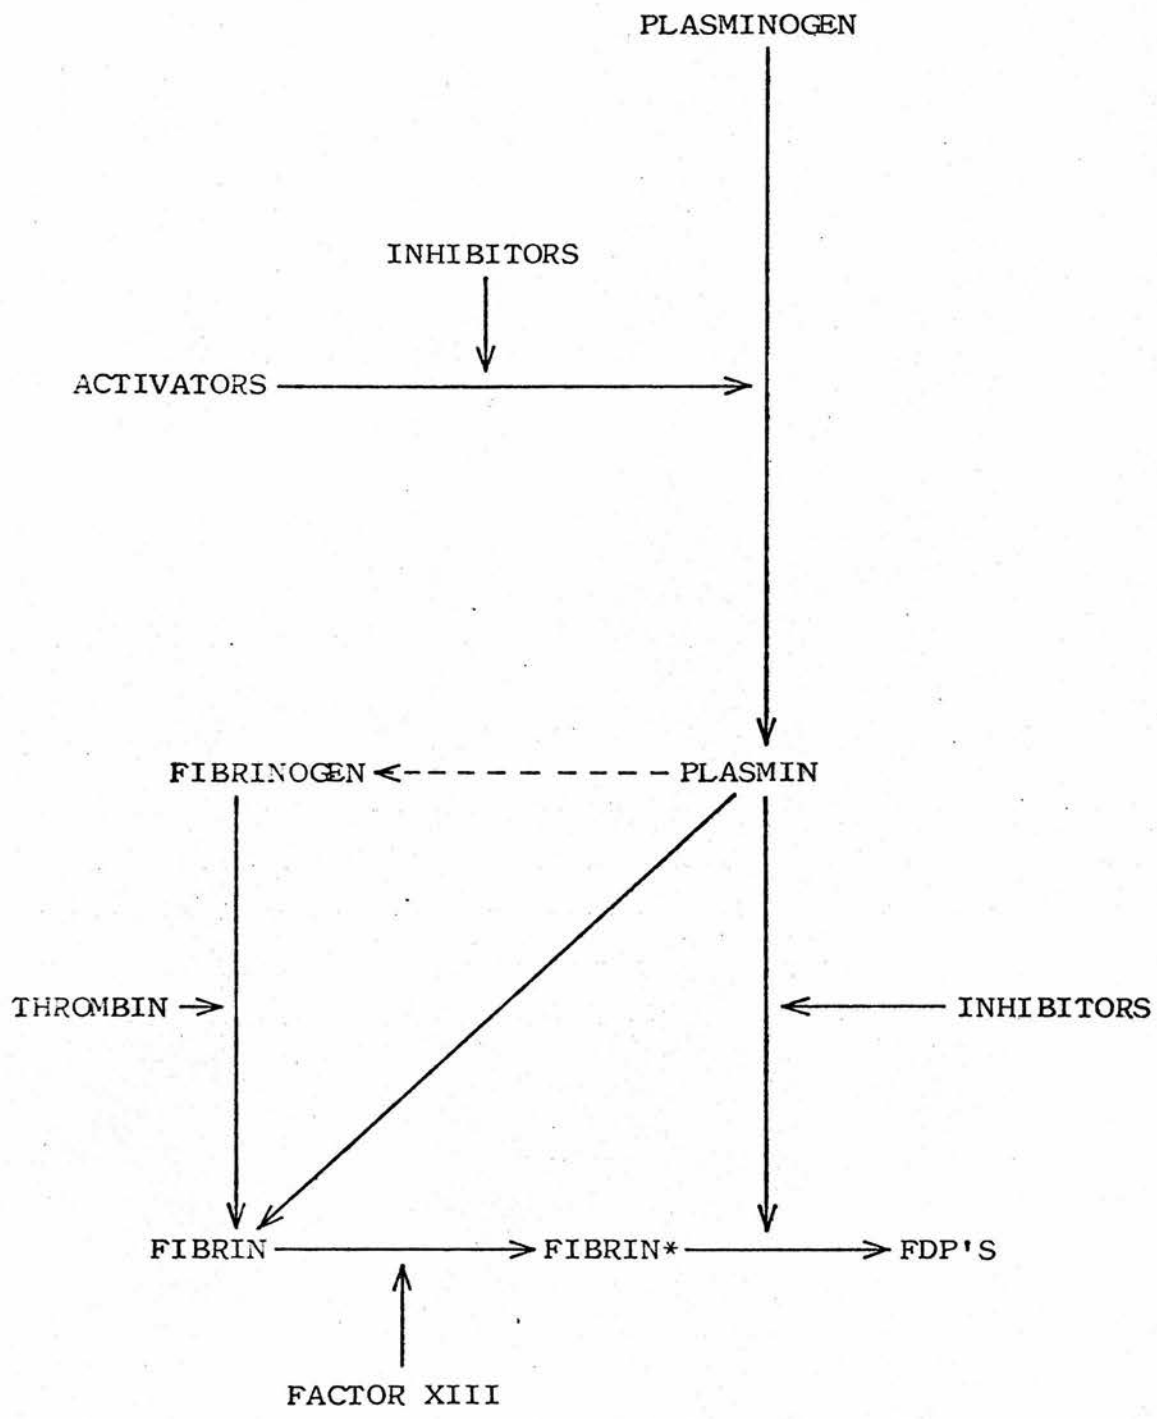 PLASMINOGEN
INHIBITORS
ACTIVATORS
FIBRINOGEN PLASMIN
THROMBIN INHIBITORS
FIBRIN FIBRIN* FDP'S
FACTOR XIII